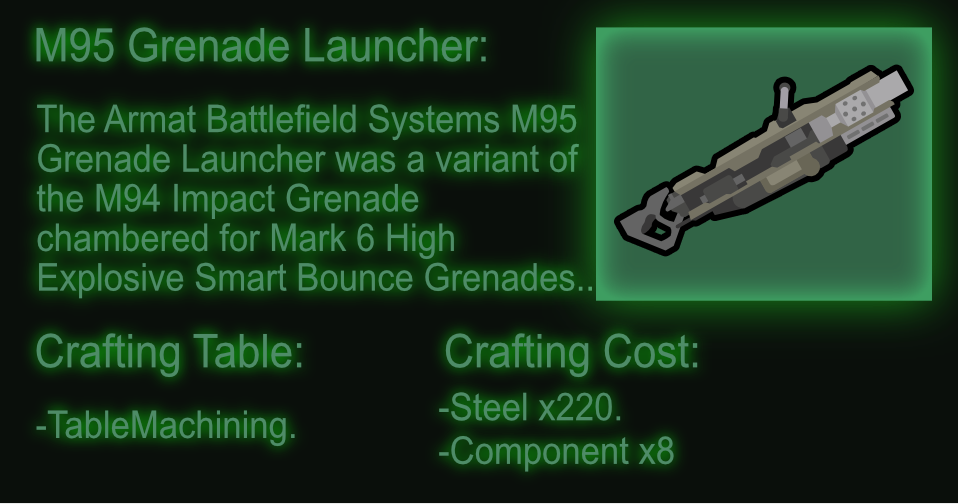 M95 Grenade Launcher:
The Armat Battlefield Systems M95
Grenade Launcher was a variant of
the M94 Impact Grenade
chambered for Mark 6 High
Explosive Smart Bounce Grenades..
Crafting Table:
-TableMachining.
Crafting Cost:
-Steel x220.
-Component x8